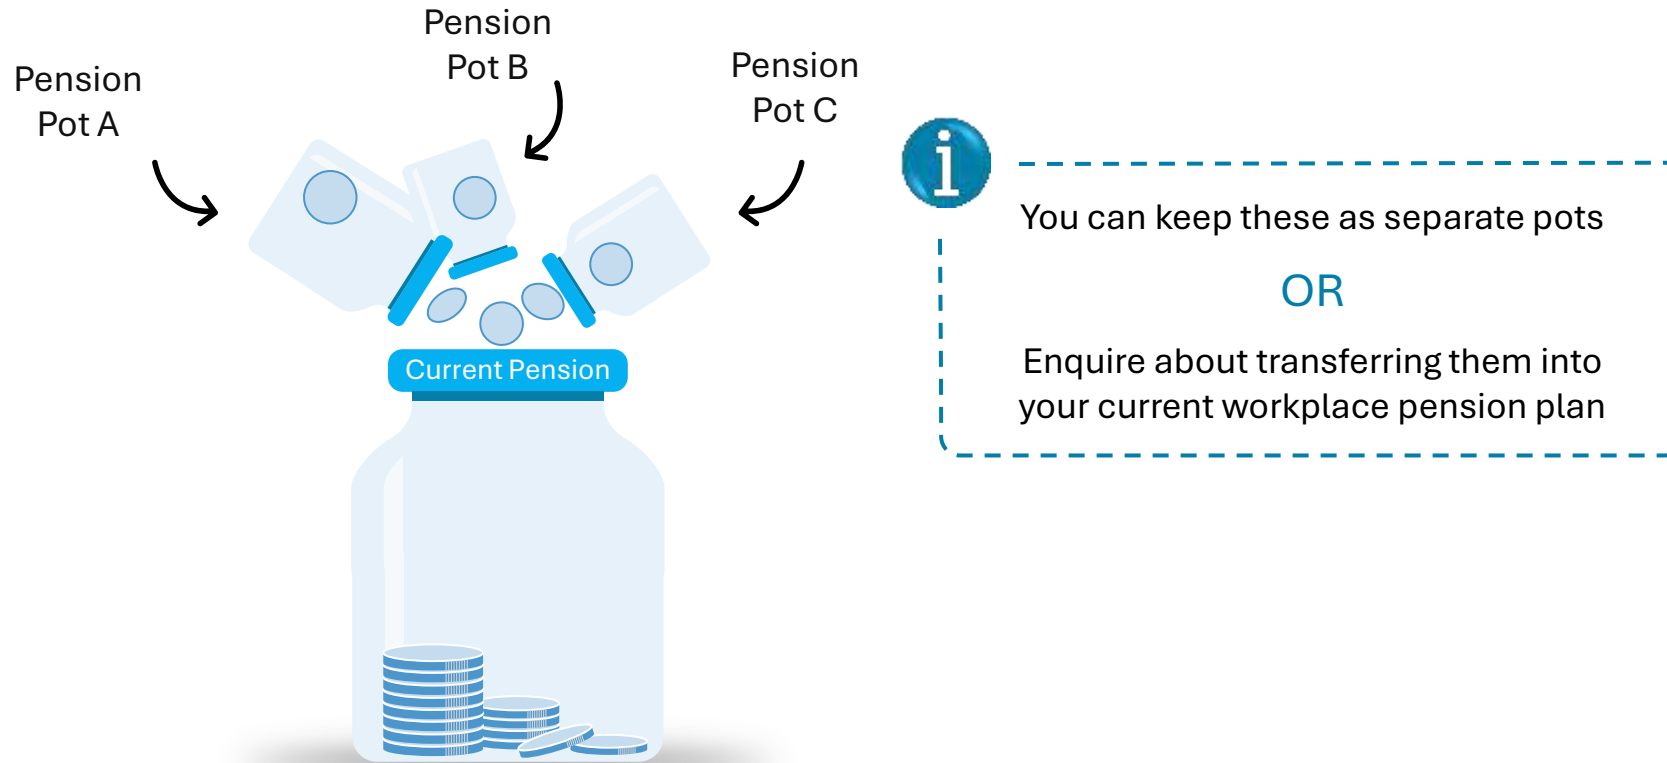 Pension
Pot A
Pension
Pot B
Pension
Pot C
Current Pension
i
You can keep these as separate pots
OR
Enquire about transferring them into
your current workplace pension plan